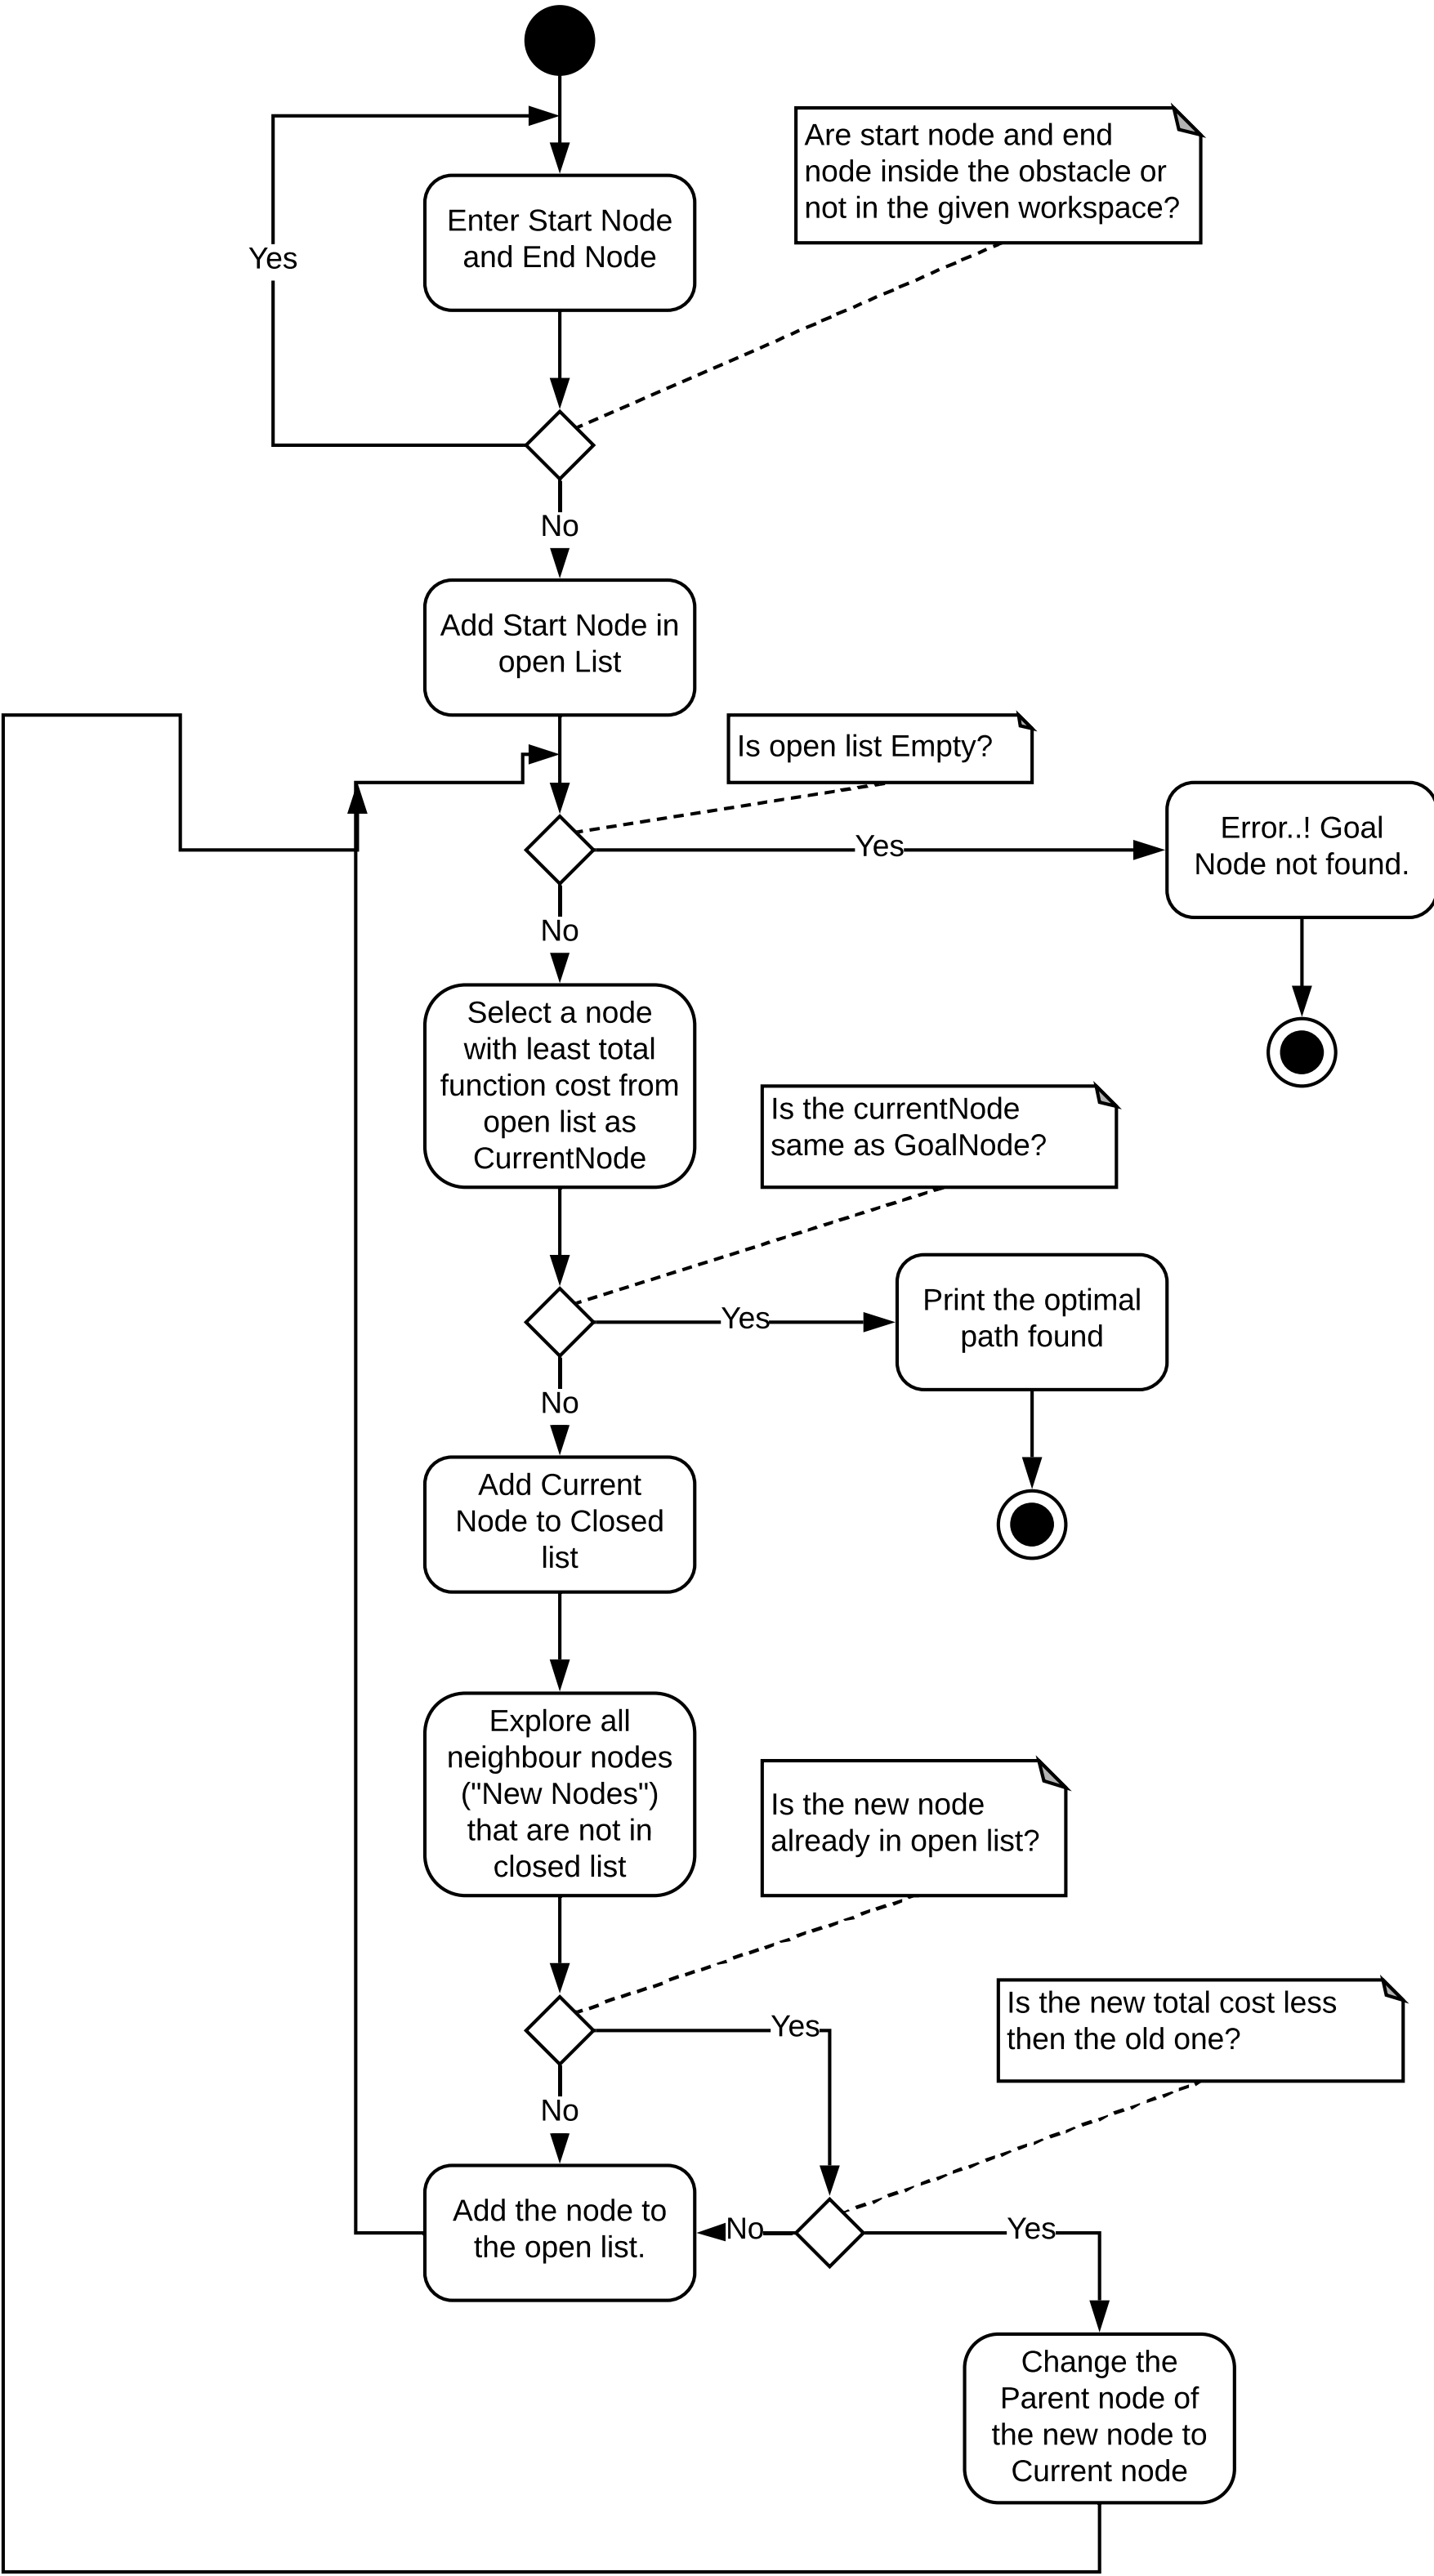 Are start node and end
node inside the obstacle or
not in the given workspace?
Enter Start Node
and End Node
Yes
No
Add Start Node in
open List
Is open list Empty?
Error..! Goal
Node not found.
Yes
No
Select a node
with least total
function cost from
open list as
CurrentNode
Is the currentNode
same as GoalNode?
Print the optimal
path found
Yes
No
Add Current
Node to Closed
list
Explore all
neighbour nodes
("New Nodes")
that are not in
closed list
Is the new node
already in open list?
Is the new total cost less
then the old one?
Yes
No
Add the node to
the open list.
No
Yes
Change the
Parent node of
the new node to
Current node